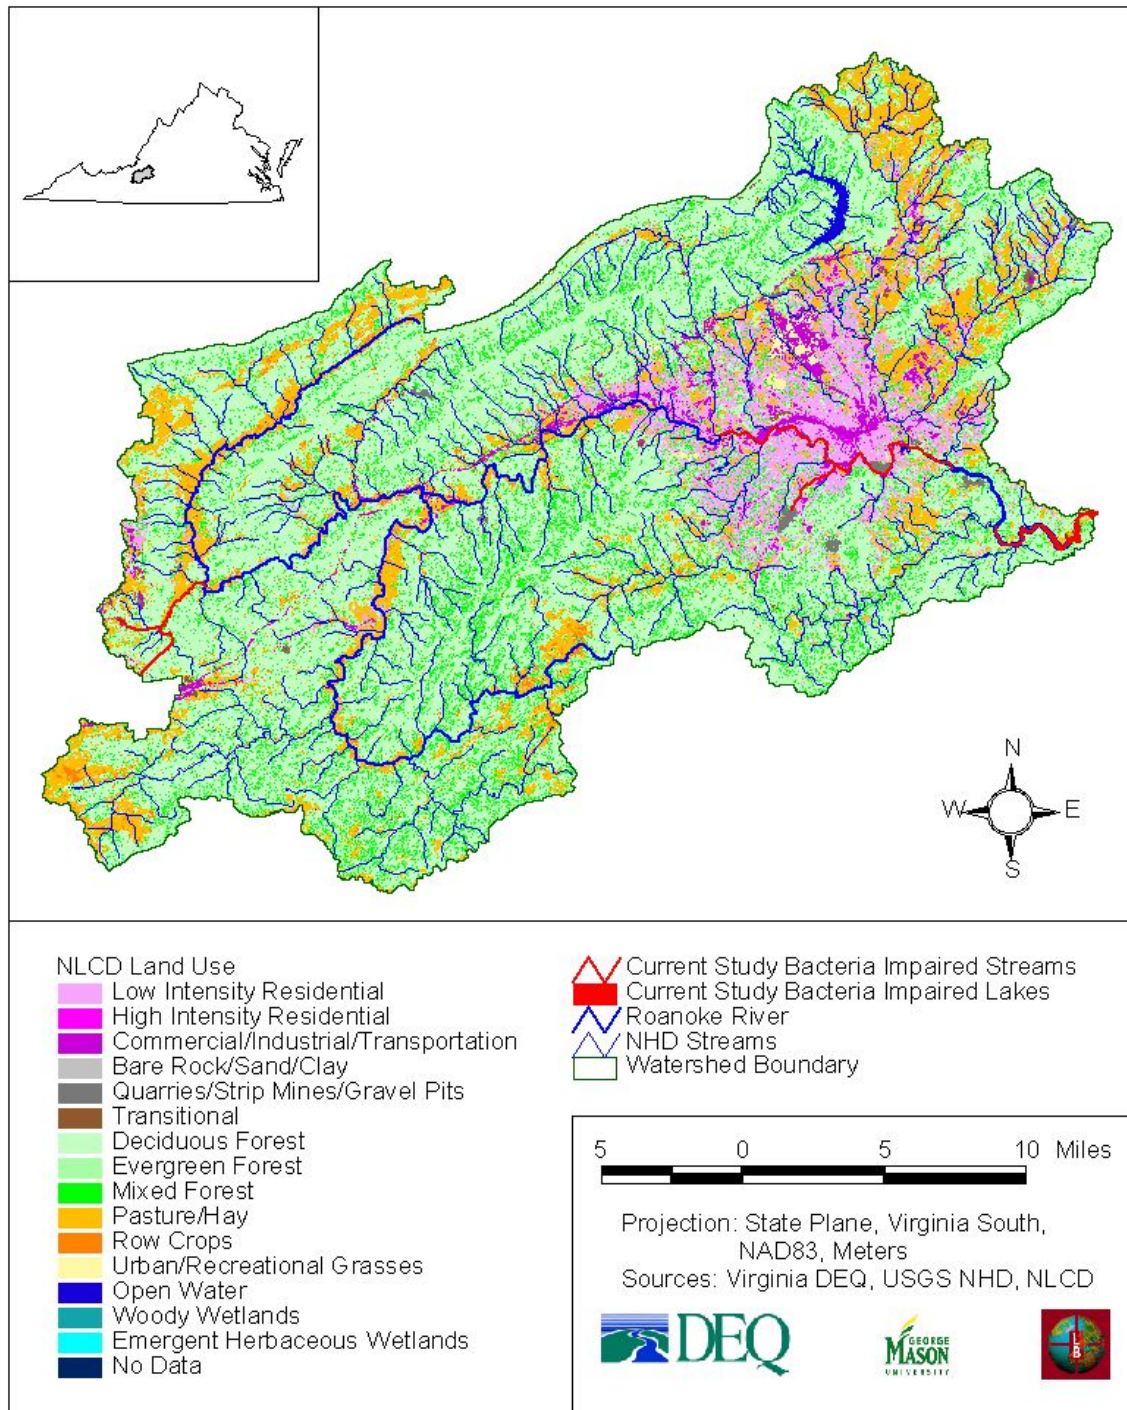 N
W E
S
NLCD Land Use
Low Intensity Residential
High Intensity Residential
Commercial/Industrial/Transportation
Bare Rock/Sand/Clay
Quarries/Strip Mines/Gravel Pits
Transitional
Deciduous Forest
Evergreen Forest
Mixed Forest
Pasture/Hay
Row Crops
Urban/Recreational Grasses
Open Water
Woody Wetlands
Emergent Herbaceous Wetlands
No Data
Current Study Bacteria Impaired Streams
Current Study Bacteria Impaired Lakes
Roanoke River
NHD Streams
Watershed Boundary
5 0 5 10 Miles
Projection: State Plane, Virginia South,
NAD83, Meters
Sources: Virginia DEQ, USGS NHD, NLCD
DEQ
GEORGE
MASON
UNIVERSITY
L
B